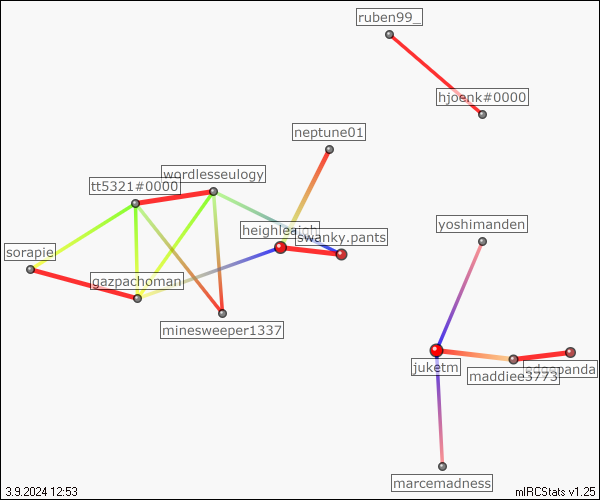 ruben99_
hjoenk#0000
neptune01
wordlesseulogy
tt5321#0000
yoshimanden
heighleaigh
swanky.pants
sorapie
gazpachoman
minesweeper1337
juketm
maddiee3773
marcemadness
3.9.2024 12:53
mIRCStats v1.25